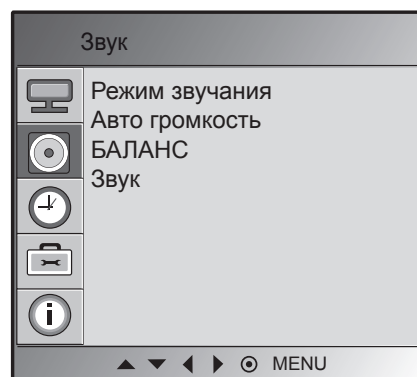 Звук
Режим звучания
Авто громкость
БАЛАНС
Звук
MENU